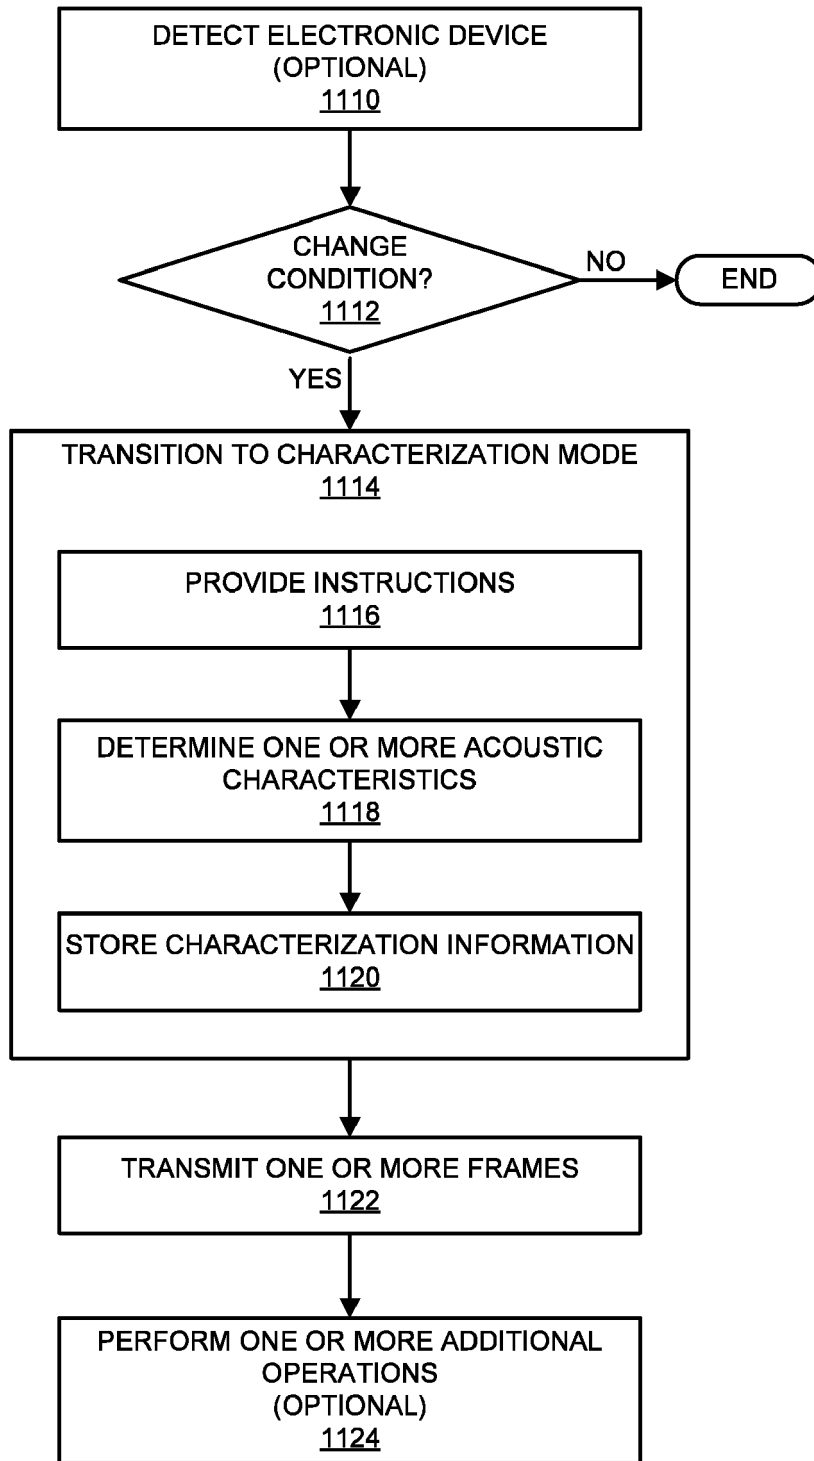 DETECT ELECTRONIC DEVICE
(OPTIONAL)
1110
CHANGE
CONDITION?
1112
NO
END
YES
TRANSITION TO CHARACTERIZATION MODE
1114
PROVIDE INSTRUCTIONS
1116
DETERMINE ONE OR MORE ACOUSTIC
CHARACTERISTICS
1118
STORE CHARACTERIZATION INFORMATION
1120
TRANSMIT ONE OR MORE FRAMES
1122
PERFORM ONE OR MORE ADDITIONAL
OPERATIONS
(OPTIONAL)
1124